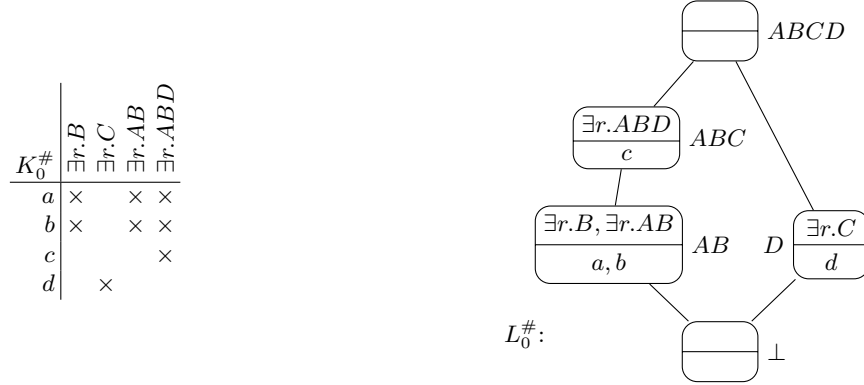 K₀^# ∃r.B ∃r.C ∃r.AB ∃r.ABD
a × × ×
b × × ×
c ×
d ×
ABCD
∃r.ABD
c
ABC
∃r.B, ∃r.AB
a, b
AB
D
∃r.C
d
L₀^#:
⊥